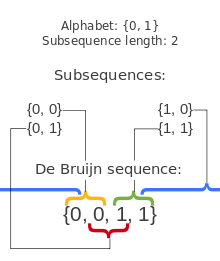 Alphabet: {0, 1}
Subsequence length: 2
Subsequences:
{0, 0} {1, 0}
{0, 1} {1, 1}
De Bruijn sequence:
{0, 0, 1, 1}